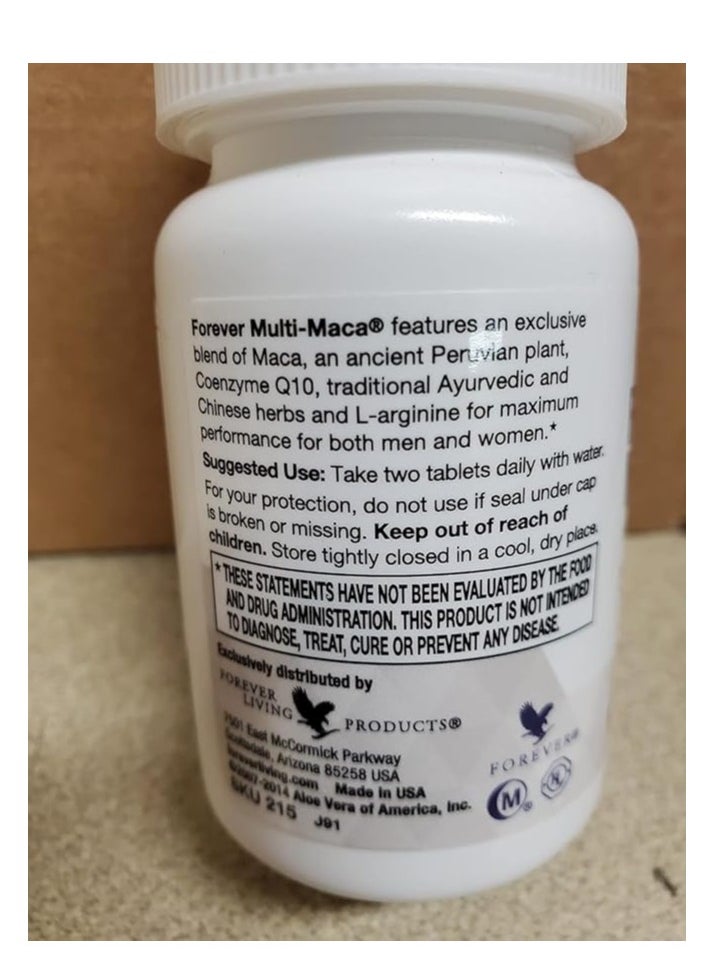 Forever Multi-Maca® features an exclusive
blend of Maca, an ancient Peruvian plant,
Coenzyme Q10, traditional Ayurvedic and
Chinese herbs and L-arginine for maximum
performance for both men and women.*
Suggested Use: Take two tablets daily with water.
For your protection, do not use if seal under cap
is broken or missing. Keep out of reach of
children. Store tightly closed in a cool, dry place.
*THESE STATEMENTS HAVE NOT BEEN EVALUATED BY THE FOOD
AND DRUG ADMINISTRATION. THIS PRODUCT IS NOT INTENDED
TO DIAGNOSE, TREAT, CURE OR PREVENT ANY DISEASE.
Exclusively distributed by
FOREVER
LIVING
PRODUCTS®
7501 East McCormick Parkway
Scottsdale, Arizona 85258 USA
foreverliving.com Made in USA
©2007-2014 Aloe Vera of America, Inc.
SKU 215 J91
FOREVER®
M®